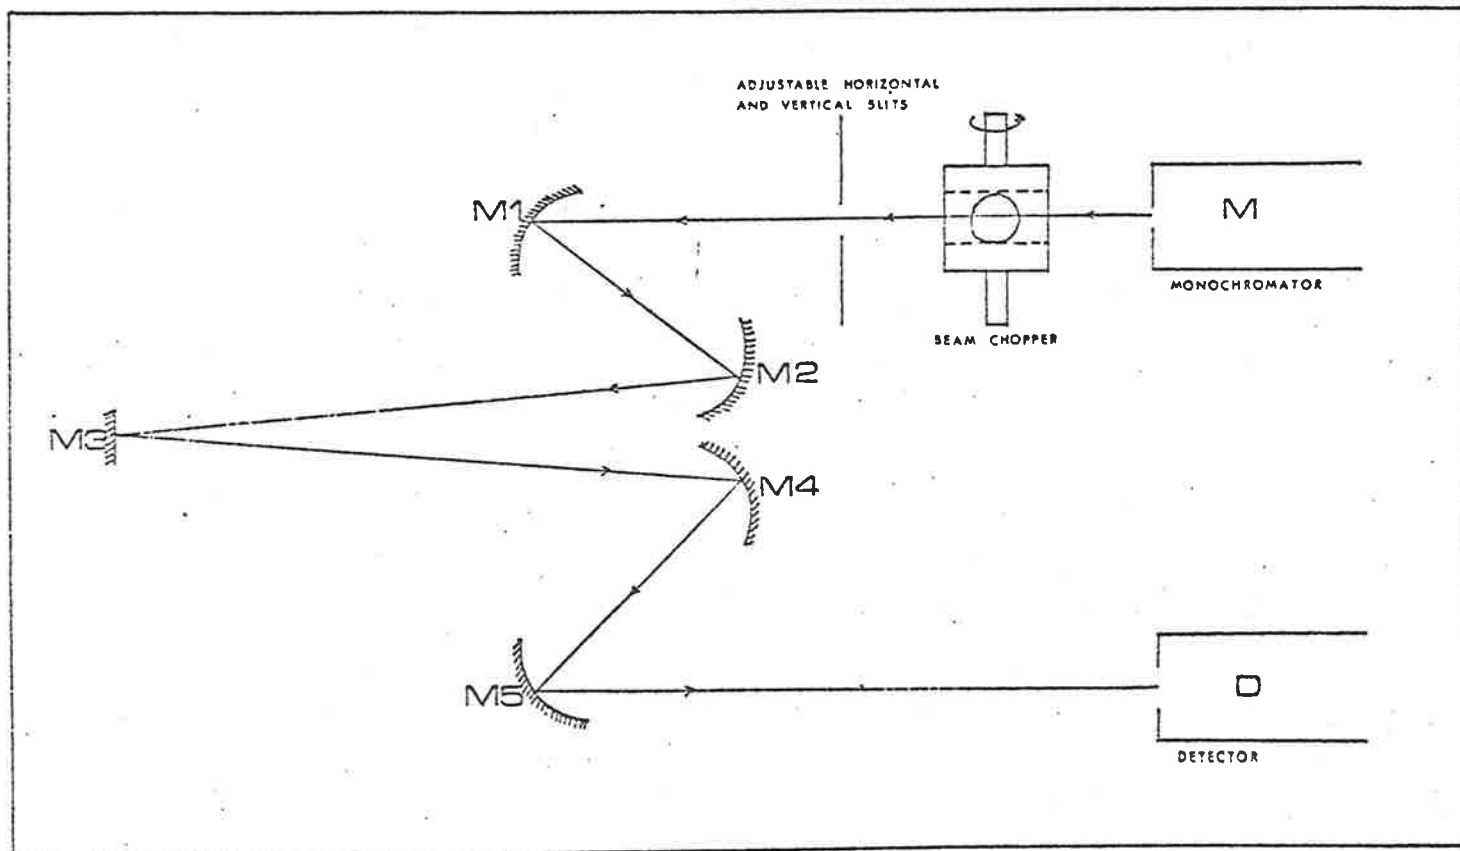 ADJUSTABLE HORIZONTAL
AND VERTICAL SLITS
M1
M
MONOCHROMATOR
BEAM CHOPPER
M2
M3
M4
M5
D
DETECTOR